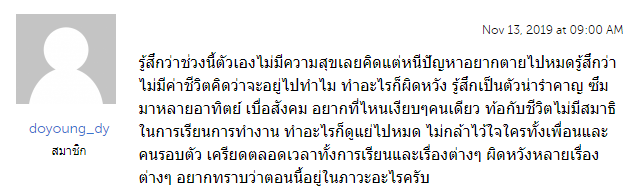 Nov 13, 2019 at 09:00 AM
รู้สึกว่าช่วงนี้ตัวเองไม่มีความสุขเลยคิดแต่หนีปัญหาอยากตายไปหมดรู้สึกว่า
ไม่มีค่าชีวิตคิดว่าจะอยู่ไปทำไม ทำอะไรก็ผิดหวัง รู้สึกเป็นตัวน่ารำคาญ ซึม
มาหลายอาทิตย์ เบื่อสังคม อยากที่ไหนเงียบๆคนเดียว ท้อกับชีวิตไม่มีสมาธิ
ในการเรียนการทำงาน ทำอะไรก็ดูแย่ไปหมด ไม่กล้าไว้ใจใครทั้งเพื่อนและ
คนรอบตัว เครียดตลอดเวลาทั้งการเรียนและเรื่องต่างๆ ผิดหวังหลายเรื่อง
ต่างๆ อยากทราบว่าตอนนี้อยู่ในภาวะอะไรครับ
doyoung_dy
สมาชิก